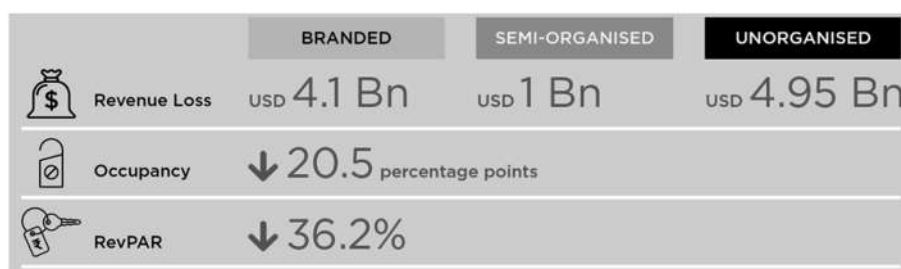 BRANDED SEMI-ORGANISED UNORGANISED
$ Revenue Loss USD 4.1 Bn USD 1 Bn USD 4.95 Bn
Occupancy 20.5 percentage points
₹ RevPAR 36.2%